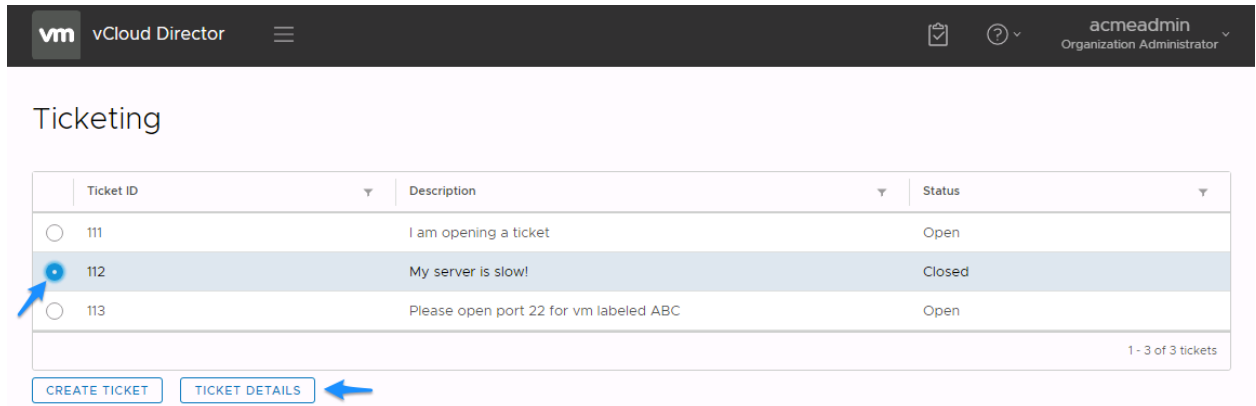 vm vCloud Director acmeadmin
Organization Administrator
Ticketing
Ticket ID Description Status
111 I am opening a ticket Open
112 My server is slow! Closed
113 Please open port 22 for vm labeled ABC Open
1 - 3 of 3 tickets
CREATE TICKET TICKET DETAILS